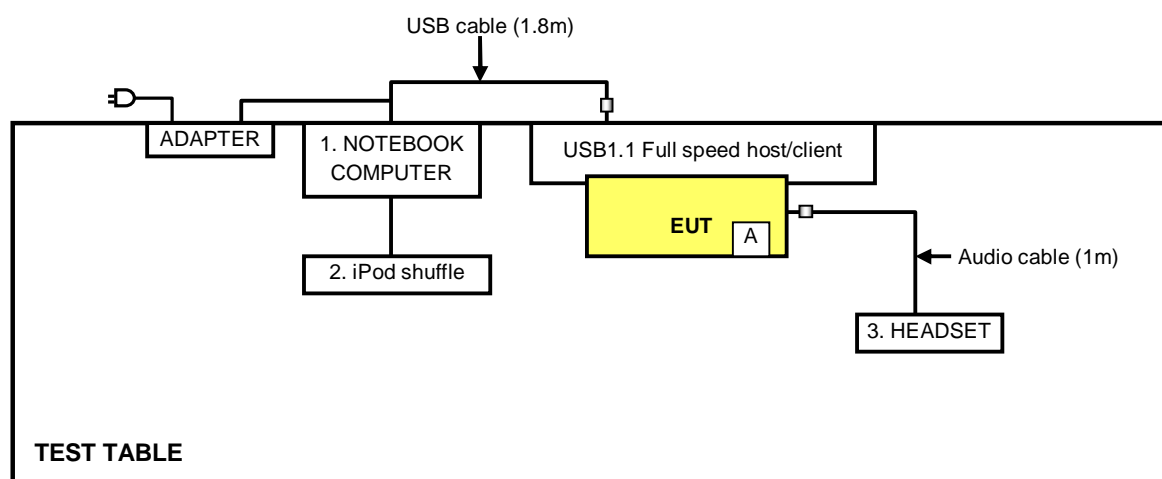 USB cable (1.8m)
ADAPTER
1. NOTEBOOK
COMPUTER
USB1.1 Full speed host/client
EUT
A
2. iPod shuffle
Audio cable (1m)
3. HEADSET
TEST TABLE